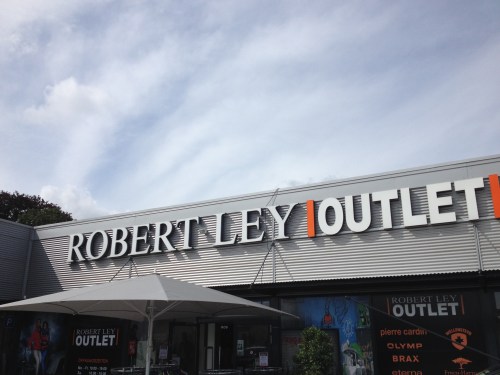 ROBERT LEY OUTLET
ROBERT LEY
OUTLET
ROBERT LEY
OUTLET
pierre cardin
OLYMP
BRAX
eterna